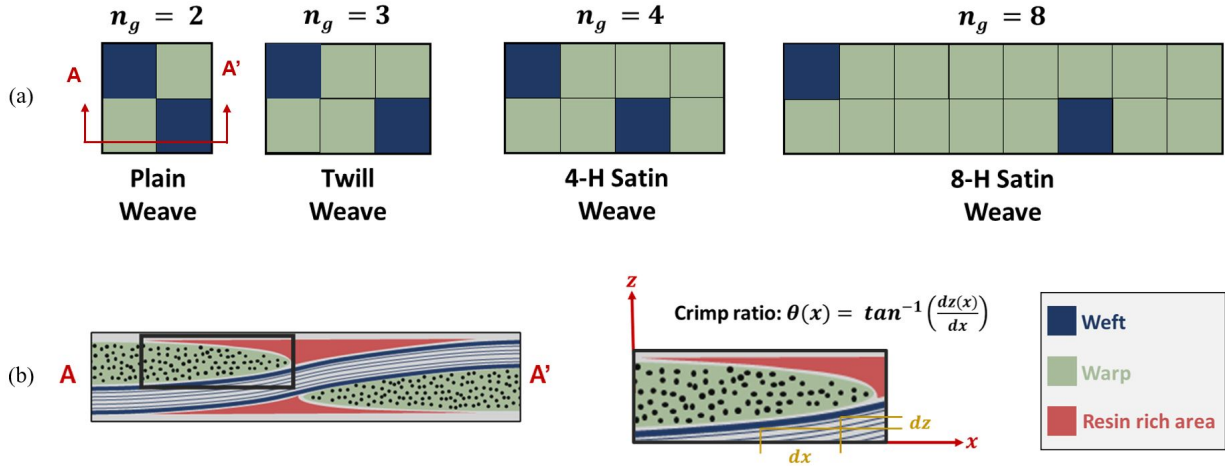 n_g = 2
n_g = 3
n_g = 4
n_g = 8
A
A'
(a)
Plain
Weave
Twill
Weave
4-H Satin
Weave
8-H Satin
Weave
z
Crimp ratio: θ(x) = tan⁻¹(dz(x)/dx)
(b)
A
A'
dz
dx
x
Weft
Warp
Resin rich area